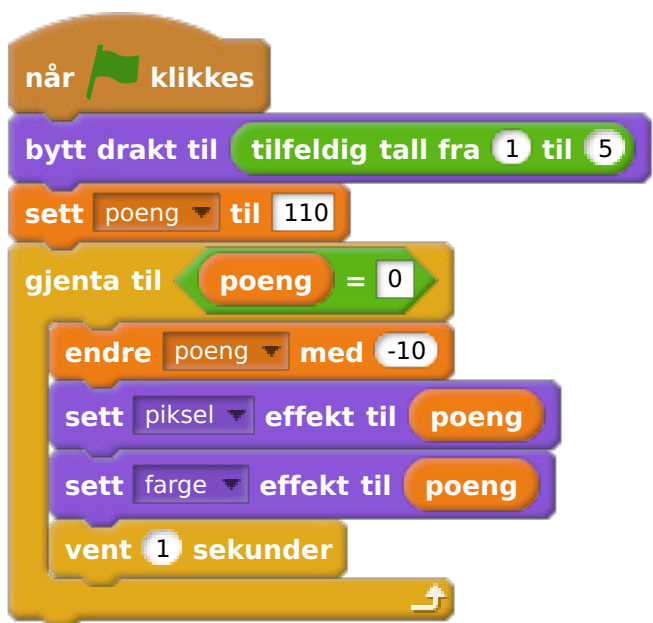 når klikkes
bytt drakt til tilfeldig tall fra 1 til 5
sett poeng til 110
gjenta til poeng = 0
endre poeng med -10
sett piksel effekt til poeng
sett farge effekt til poeng
vent 1 sekunder